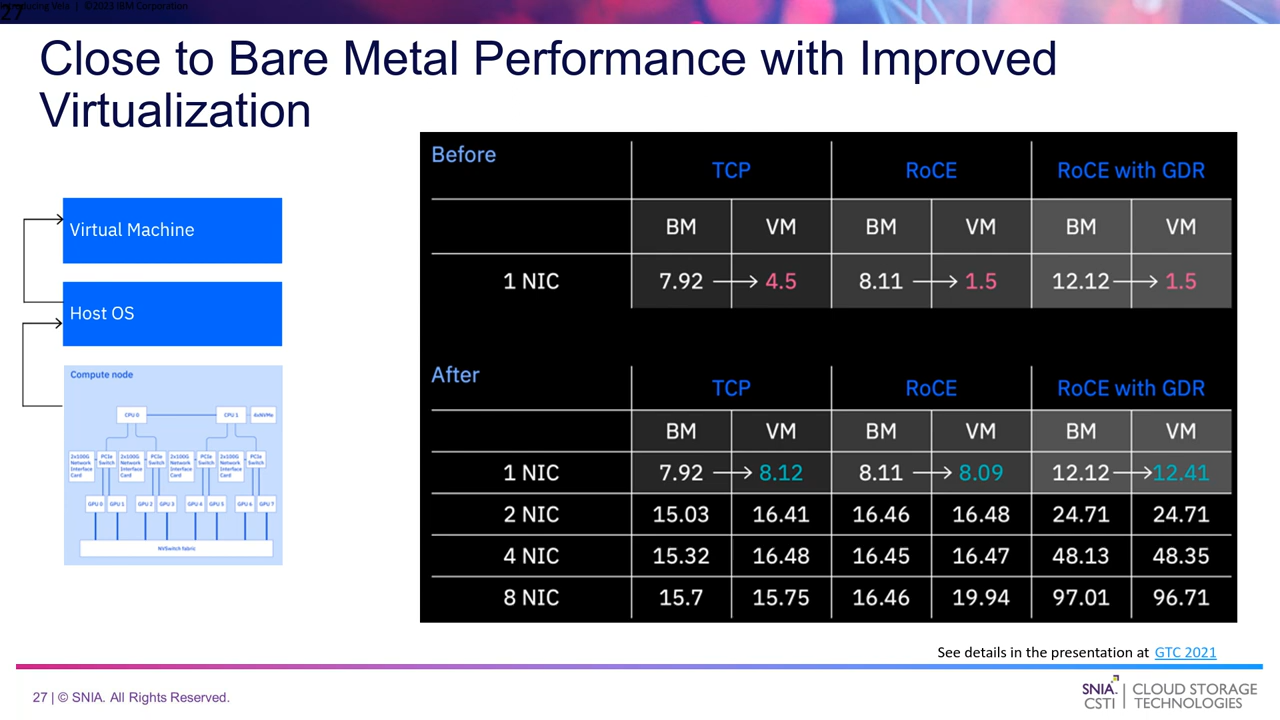 Introducing Vela | ©2023 IBM Corporation
27
Close to Bare Metal Performance with Improved
Virtualization
Virtual Machine
Host OS
Compute node
CPU 0
CPU 1
4xNVMe
2x100G
Network
Interface
Card
PCIe
Switch
2x100G
Network
Interface
Card
PCIe
Switch
2x100G
Network
Interface
Card
PCIe
Switch
2x100G
Network
Interface
Card
PCIe
Switch
GPU 0 GPU 1 GPU 2 GPU 3 GPU 4 GPU 5 GPU 6 GPU 7
NVSwitch fabric
Before TCP RoCE RoCE with GDR
BM VM BM VM BM VM
1 NIC 7.92 4.5 8.11 1.5 12.12 1.5
After TCP RoCE RoCE with GDR
BM VM BM VM BM VM
1 NIC 7.92 8.12 8.11 8.09 12.12 12.41
2 NIC 15.03 16.41 16.46 16.48 24.71 24.71
4 NIC 15.32 16.48 16.45 16.47 48.13 48.35
8 NIC 15.7 15.75 16.46 19.94 97.01 96.71
See details in the presentation at GTC 2021
27 | © SNIA. All Rights Reserved.
SNIA. | CLOUD STORAGE
CSTI | TECHNOLOGIES